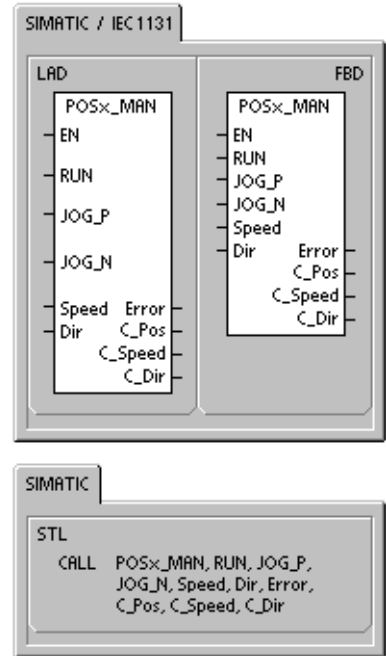 SIMATIC / IEC1131
LAD
FBD
POSx_MAN
EN
RUN
JOG_P
JOG_N
Speed Error
Dir C_Pos
C_Speed
C_Dir
POSx_MAN
EN
RUN
JOG_P
JOG_N
Speed
Dir Error
C_Pos
C_Speed
C_Dir
SIMATIC
STL
CALL POSx_MAN, RUN, JOG_P,
JOG_N, Speed, Dir, Error,
C_Pos, C_Speed, C_Dir